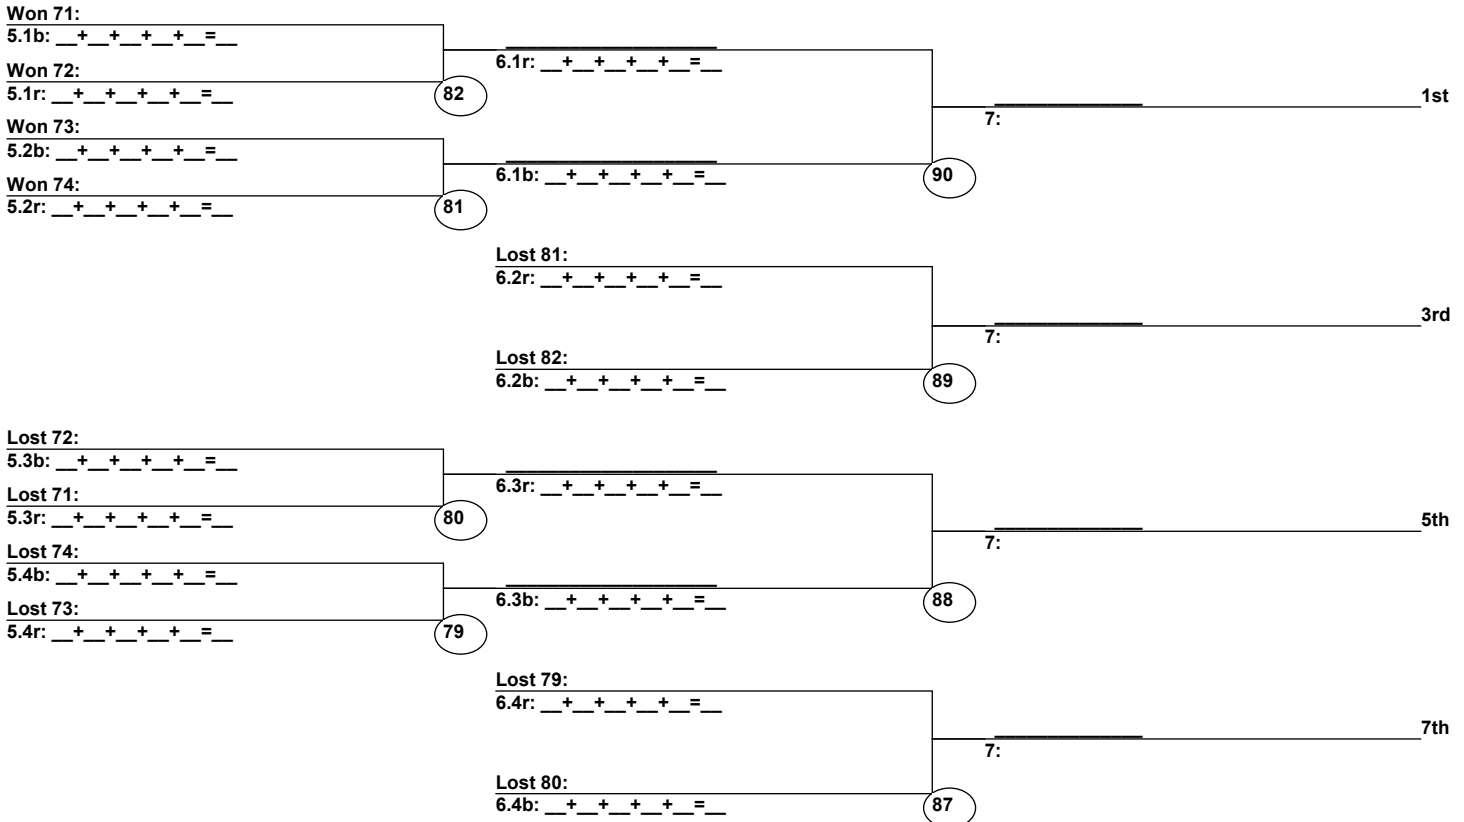 Won 71:
5.1b: __+__+__+__+__=__
____________________
6.1r: __+__+__+__+__=__
Won 72:
5.1r: __+__+__+__+__=__
82
______________
7:
1st
Won 73:
5.2b: __+__+__+__+__=__
____________________
6.1b: __+__+__+__+__=__
90
Won 74:
5.2r: __+__+__+__+__=__
81
Lost 81:
6.2r: __+__+__+__+__=__
______________
7:
3rd
Lost 82:
6.2b: __+__+__+__+__=__
89
Lost 72:
5.3b: __+__+__+__+__=__
____________________
6.3r: __+__+__+__+__=__
Lost 71:
5.3r: __+__+__+__+__=__
80
______________
7:
5th
Lost 74:
5.4b: __+__+__+__+__=__
____________________
6.3b: __+__+__+__+__=__
88
Lost 73:
5.4r: __+__+__+__+__=__
79
Lost 79:
6.4r: __+__+__+__+__=__
______________
7:
7th
Lost 80:
6.4b: __+__+__+__+__=__
87